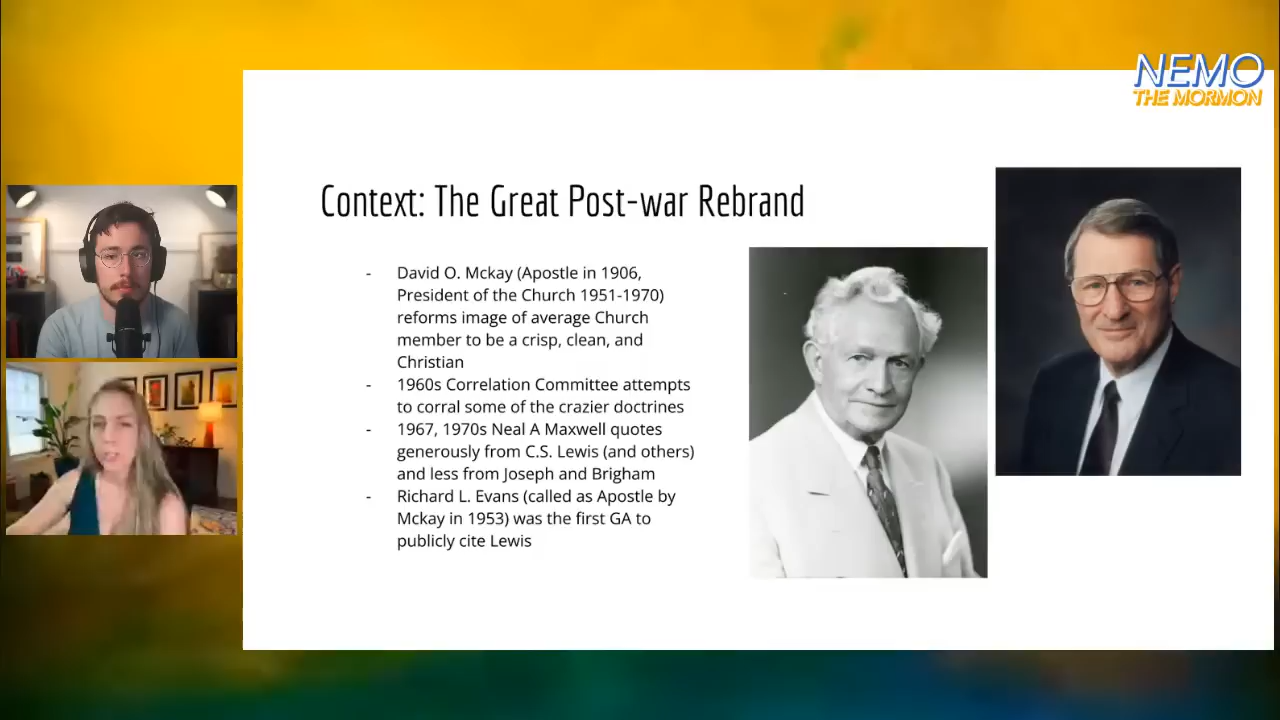 NEMO
THE MORMON
Context: The Great Post-war Rebrand
- David O. Mckay (Apostle in 1906,
President of the Church 1951-1970)
reforms image of average Church
member to be a crisp, clean, and
Christian
- 1960s Correlation Committee attempts
to corral some of the crazier doctrines
- 1967, 1970s Neal A Maxwell quotes
generously from C.S. Lewis (and others)
and less from Joseph and Brigham
- Richard L. Evans (called as Apostle by
Mckay in 1953) was the first GA to
publicly cite Lewis